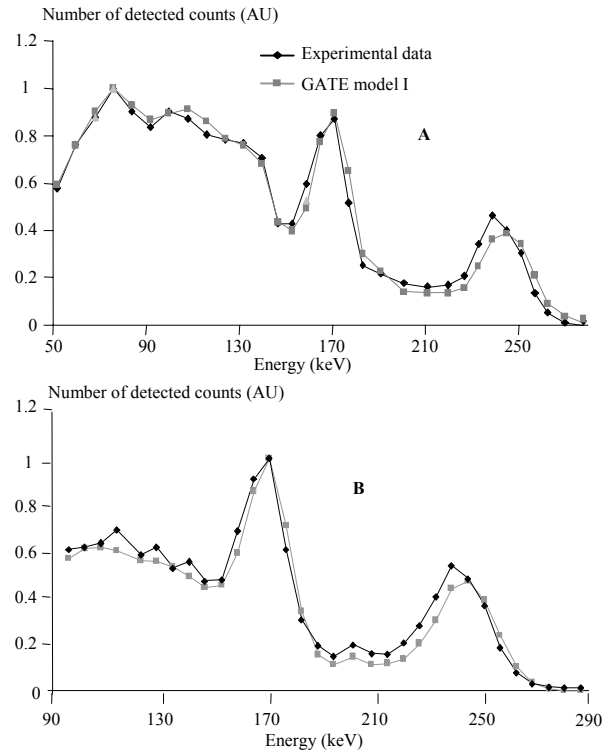 Number of detected counts (AU)
1.2
Experimental data
1
GATE model I
0.8
A
0.6
0.4
0.2
0
50 90 130 170 210 250
Energy (keV)
Number of detected counts (AU)
1.2
1
B
0.8
0.6
0.4
0.2
0
90 130 170 210 250 290
Energy (keV)